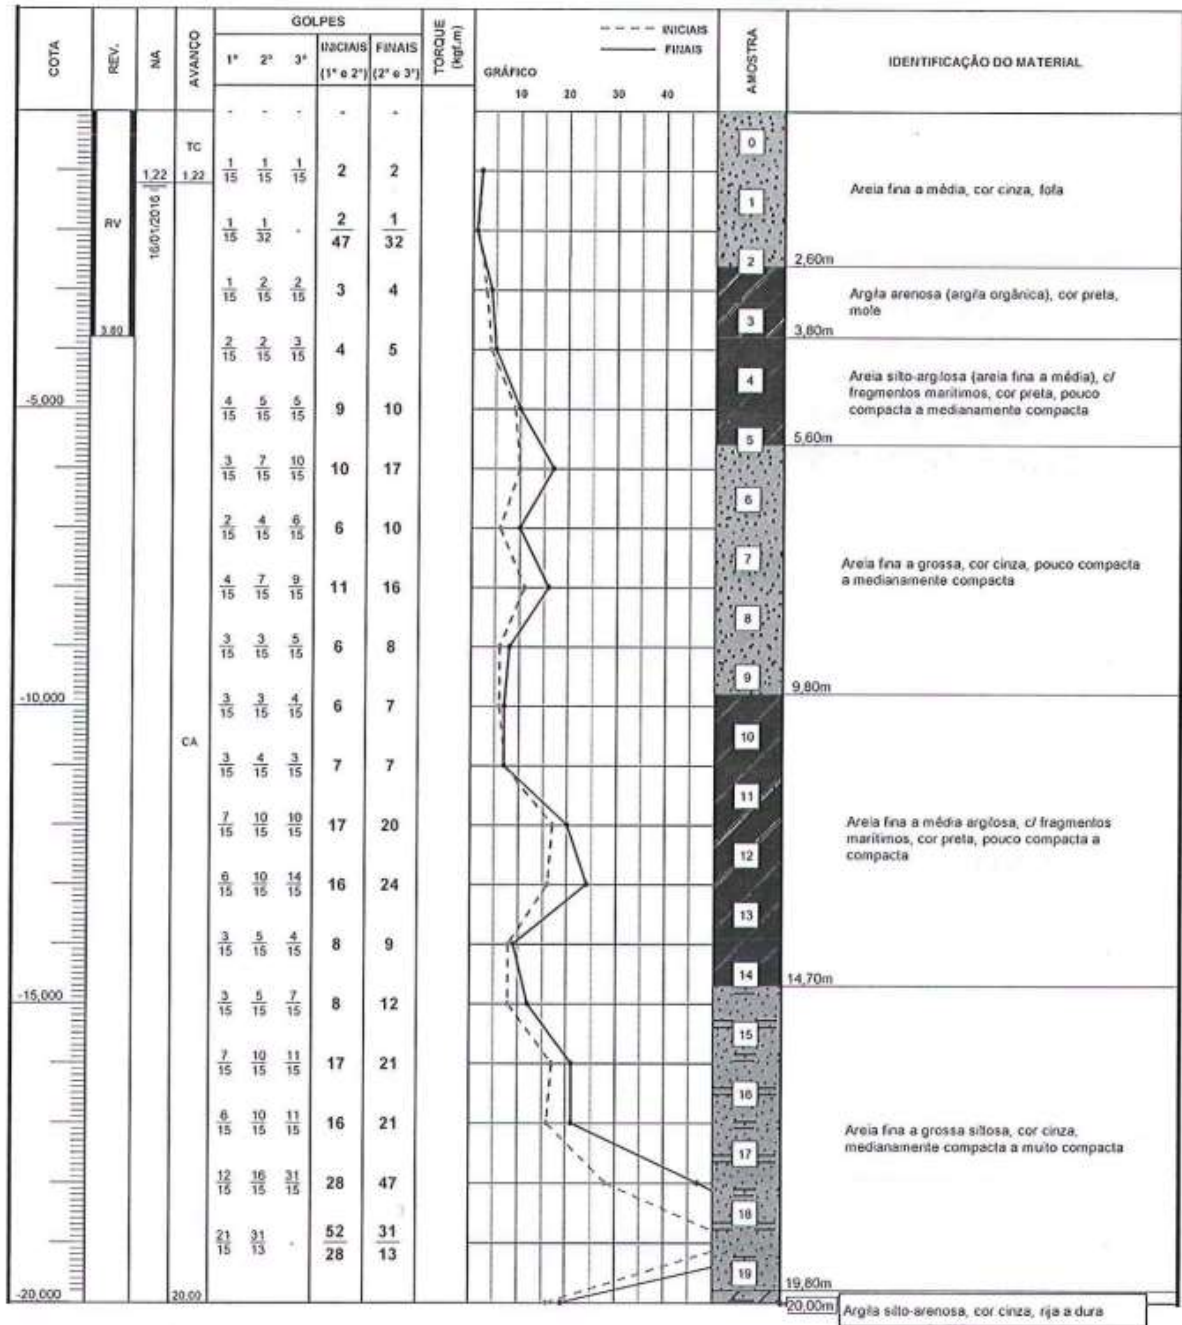 COTA REV. NA AVANÇO GOLPES TORQUE (kgf.m) GRÁFICO AMOSTRA IDENTIFICAÇÃO DO MATERIAL
1ª 2ª 3ª INICIAIS (1ª e 2ª) FINAIS (2ª e 3ª)
INICIAIS
FINAIS
10 20 30 40
- - - - -
TC
0
1,22 1,22 1/15 1/15 1/15 2 2
Areia fina a média, cor cinza, fofa
16/01/2016
RV
1
1/15 1/32 - 2/47 1/32
2
2,60m
1/15 2/15 2/15 3 4
Argila arenosa (argila orgânica), cor preta,
mole
3
3.80
3,80m
2/15 2/15 3/15 4 5
4
Areia silto-argilosa (areia fina a média), c/
fregmentos marítimos, cor preta, pouco
compacta a medianamente compacta
-5,000 4/15 5/15 5/15 9 10
5
5,60m
3/15 7/15 10/15 10 17
6
2/15 4/15 6/15 6 10
7
Areia fina a grossa, cor cinza, pouco compacta
a medianamente compacta
4/15 7/15 9/15 11 16
8
3/15 3/15 5/15 6 8
9
9,80m
-10,000 3/15 3/15 4/15 6 7
CA
10
3/15 4/15 3/15 7 7
11
7/15 10/15 10/15 17 20
Areia fina a média argilosa, c/ fragmentos
marítimos, cor preta, pouco compacta a
compacta
12
6/15 10/15 14/15 16 24
13
3/15 5/15 4/15 8 9
14
14,70m
-15,000 3/15 5/15 7/15 8 12
15
7/15 10/15 11/15 17 21
16
6/15 10/15 11/15 16 21
Areia fina a grossa siltosa, cor cinza,
medianamente compacta a muito compacta
17
12/15 16/15 31/15 28 47
18
21/15 31/13 - 52/28 31/13
19
19,80m
-20,000 20.00
20,00m
Argila silto-arenosa, cor cinza, rija a dura